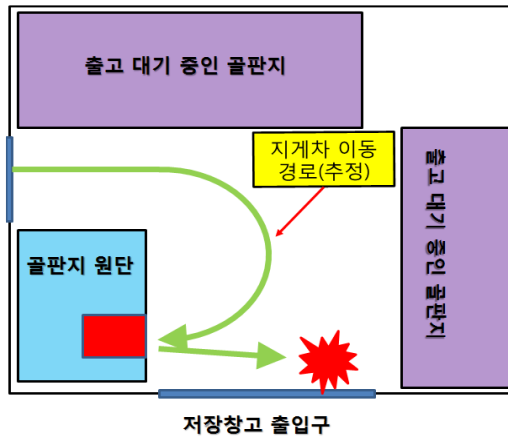 출고 대기 중인 골판지
지게차 이동
경로(추정)
출고 대기 중인 골판지
골판지 원단
저장창고 출입구